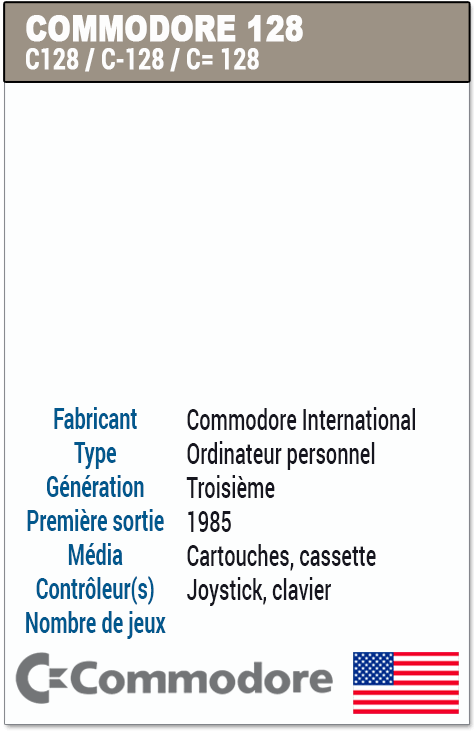 COMMODORE 128
C128 / C-128 / C= 128
Fabricant Commodore International
Type Ordinateur personnel
Génération Troisième
Première sortie 1985
Média Cartouches, cassette
Contrôleur(s) Joystick, clavier
Nombre de jeux
Commodore